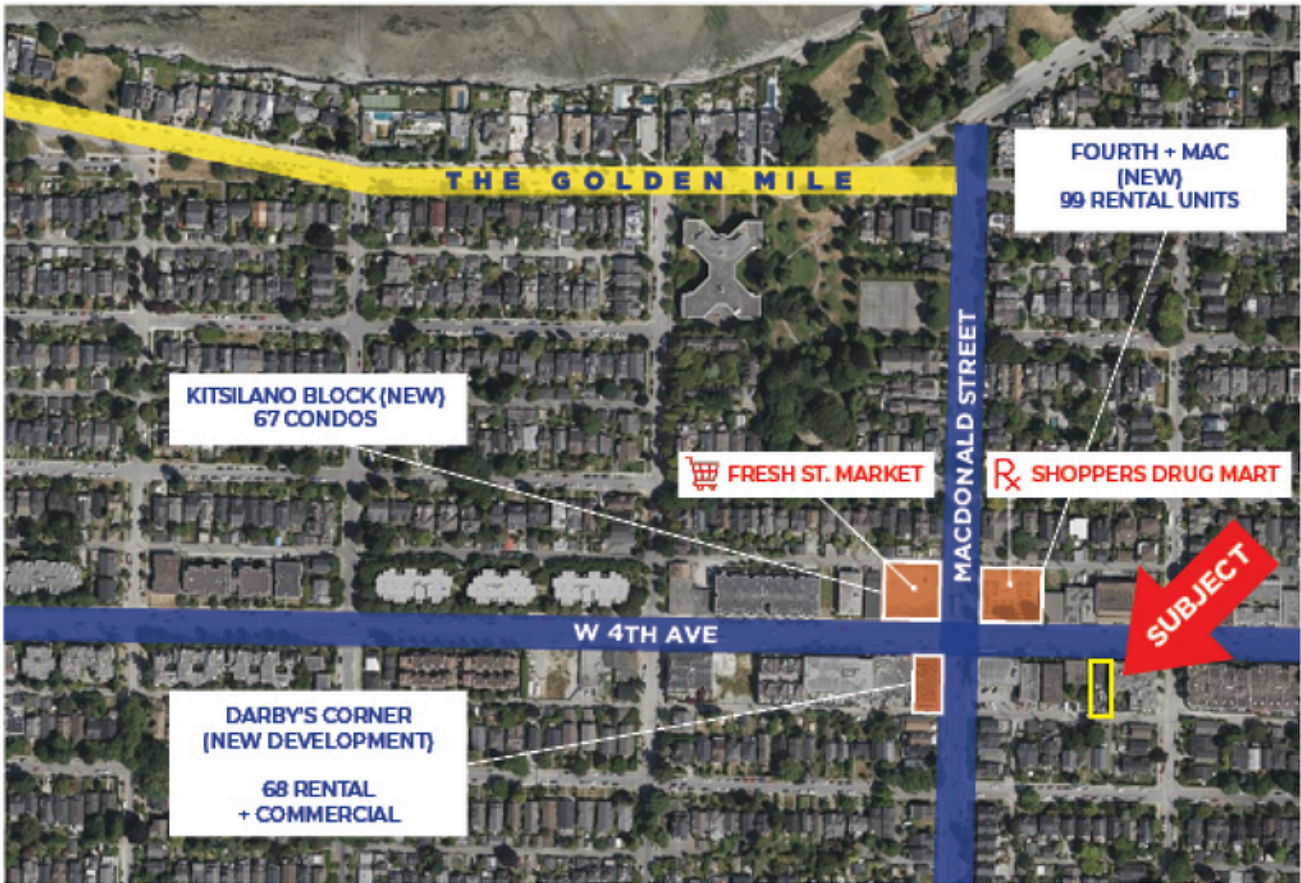 THE GOLDEN MILE
FOURTH + MAC
(NEW)
99 RENTAL UNITS
MACDONALD STREET
KITSILANO BLOCK (NEW)
67 CONDOS
FRESH ST. MARKET
Rx SHOPPERS DRUG MART
SUBJECT
W 4TH AVE
DARBY'S CORNER
(NEW DEVELOPMENT)
68 RENTAL
+ COMMERCIAL